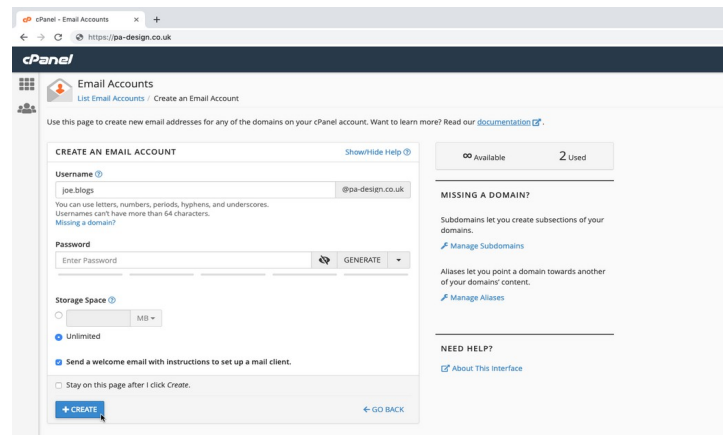 cPanel - Email Accounts
https://pa-design.co.uk
cPanel
Email Accounts
List Email Accounts / Create an Email Account
Use this page to create new email addresses for any of the domains on your cPanel account. Want to learn more? Read our documentation .
CREATE AN EMAIL ACCOUNT
Show/Hide Help
Username
joe.blogs
@pa-design.co.uk
You can use letters, numbers, periods, hyphens, and underscores.
Usernames can't have more than 64 characters.
Missing a domain?
Password
Enter Password
GENERATE
Storage Space
MB
Unlimited
Send a welcome email with instructions to set up a mail client.
Stay on this page after I click Create.
+ CREATE
GO BACK
∞ Available
2 Used
MISSING A DOMAIN?
Subdomains let you create subsections of your
domains.
Manage Subdomains
Aliases let you point a domain towards another
of your domains' content.
Manage Aliases
NEED HELP?
About This Interface